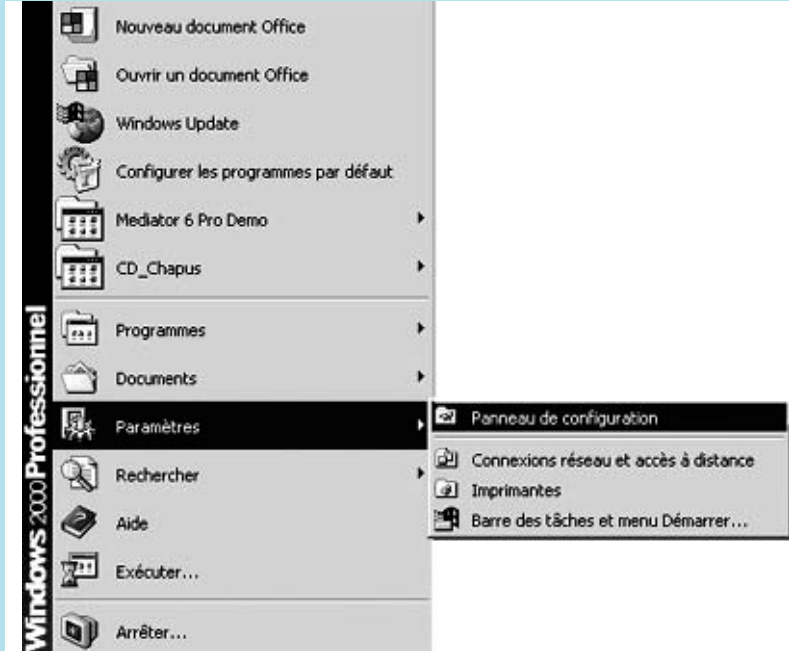 Nouveau document Office
Ouvrir un document Office
Windows Update
Configurer les programmes par défaut
Mediator 6 Pro Demo
CD_Chapus
Programmes
Documents
Paramètres
Rechercher
Aide
Exécuter...
Arrêter...
Windows 2000 Professionnel
Panneau de configuration
Connexions réseau et accès à distance
Imprimantes
Barre des tâches et menu Démarrer...